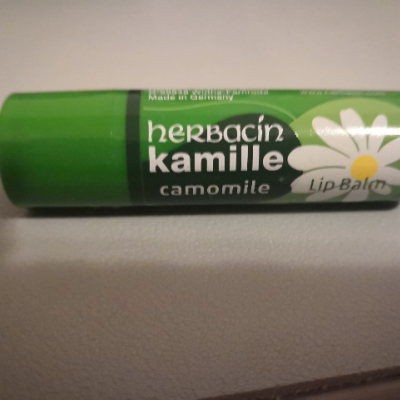 Made in Germany
herbacin
kamille
camomile
Lip Balm